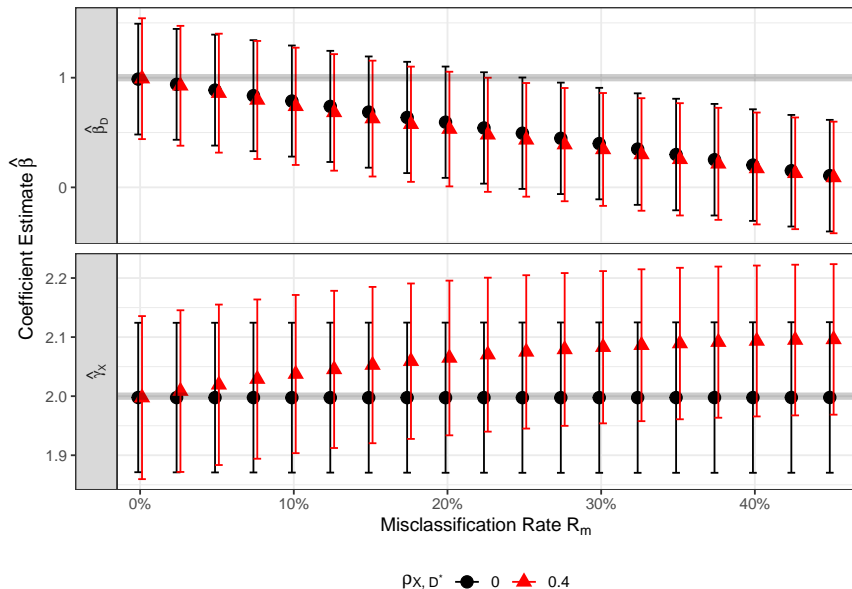 Coefficient Estimate β̂
β̂_D
1
0
γ̂_X
2.2
2.1
2.0
1.9
0% 10% 20% 30% 40%
Misclassification Rate R_m
ρ_X, D* 0 0.4